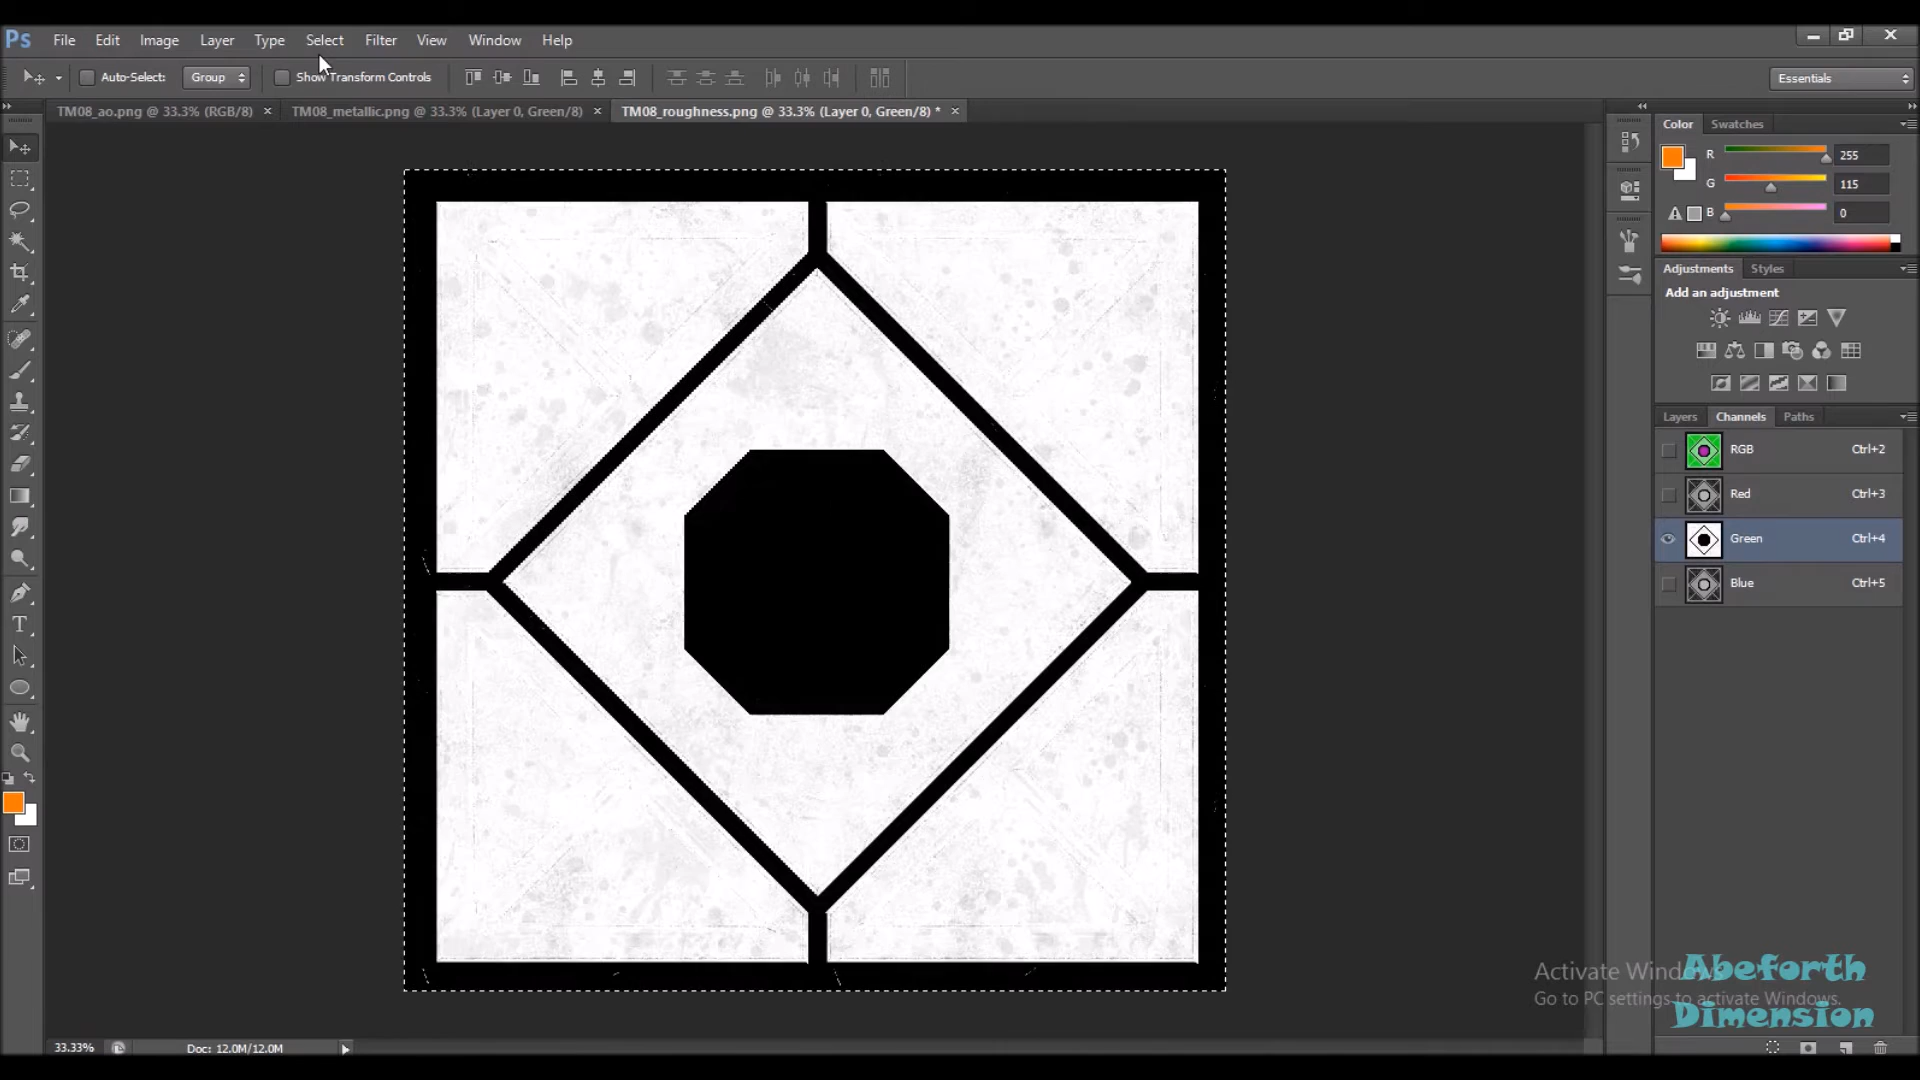 Ps File Edit Image Layer Type Select Filter View Window Help
Auto-Select: Group Show Transform Controls Essentials
TM08_ao.png @ 33.3% (RGB/8) × TM08_metallic.png @ 33.3% (Layer 0, Green/8) × TM08_roughness.png @ 33.3% (Layer 0, Green/8) * ×
Color Swatches
R 255
G 115
B 0
Adjustments Styles
Add an adjustment
Layers Channels Paths
RGB Ctrl+2
Red Ctrl+3
Green Ctrl+4
Blue Ctrl+5
Activate Windows
Go to PC settings to activate Windows.
Abeforth
Dimension
33.33% Doc: 12.0M/12.0M